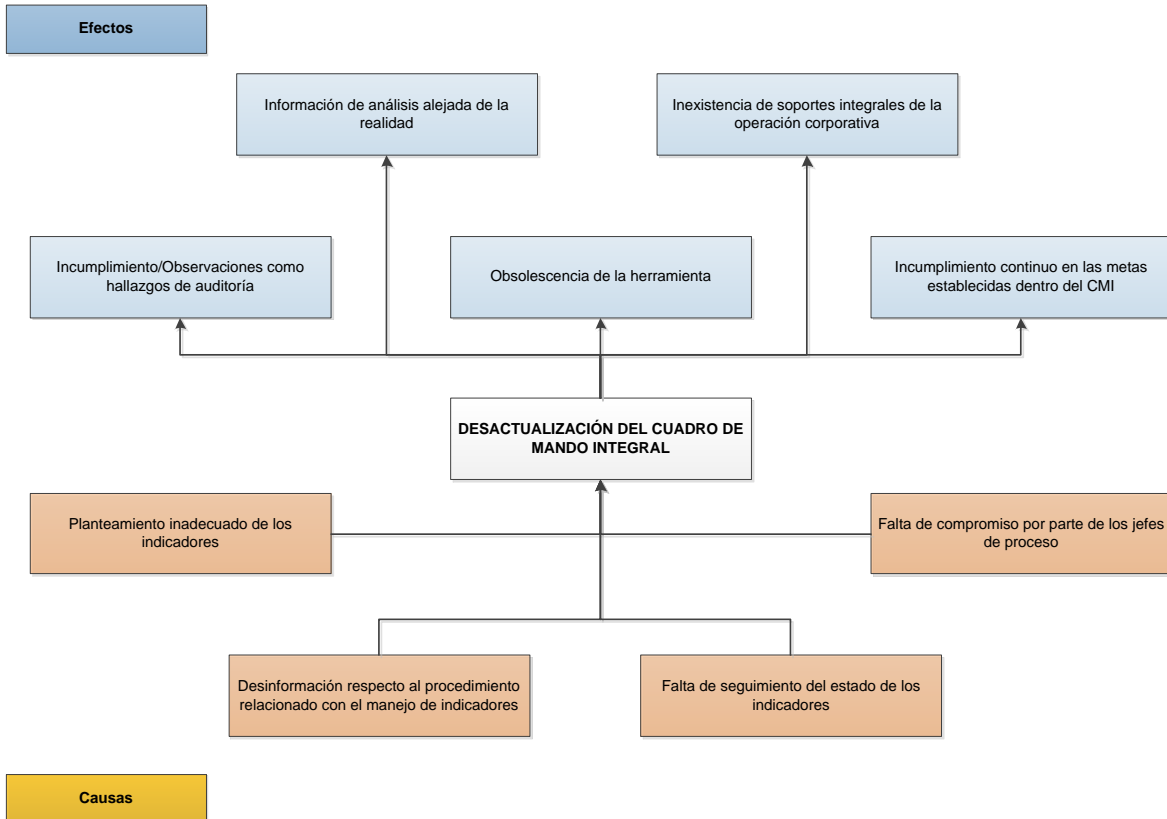 Efectos
Información de análisis alejada de la
realidad
Inexistencia de soportes integrales de la
operación corporativa
Incumplimiento/Observaciones como
hallazgos de auditoría
Obsolescencia de la herramienta
Incumplimiento continuo en las metas
establecidas dentro del CMI
DESACTUALIZACIÓN DEL CUADRO DE
MANDO INTEGRAL
Planteamiento inadecuado de los
indicadores
Falta de compromiso por parte de los jefes
de proceso
Desinformación respecto al procedimiento
relacionado con el manejo de indicadores
Falta de seguimiento del estado de los
indicadores
Causas